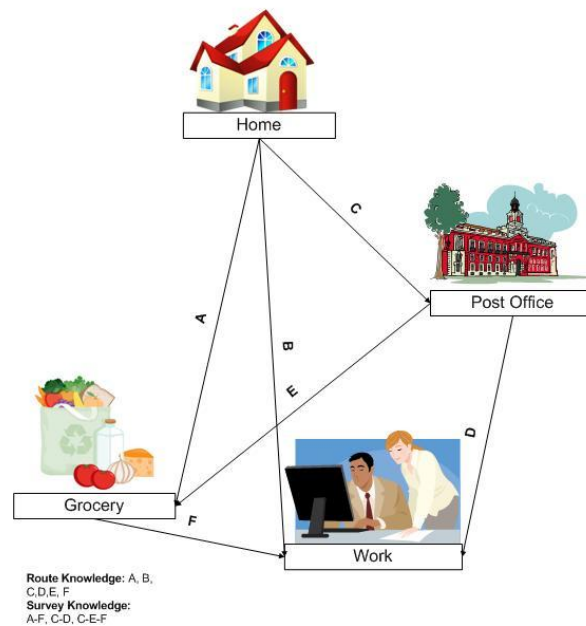 Home
C
Post Office
A
B
E
D
Grocery
F
Work
Route Knowledge: A, B,
C,D,E, F
Survey Knowledge:
A-F, C-D, C-E-F